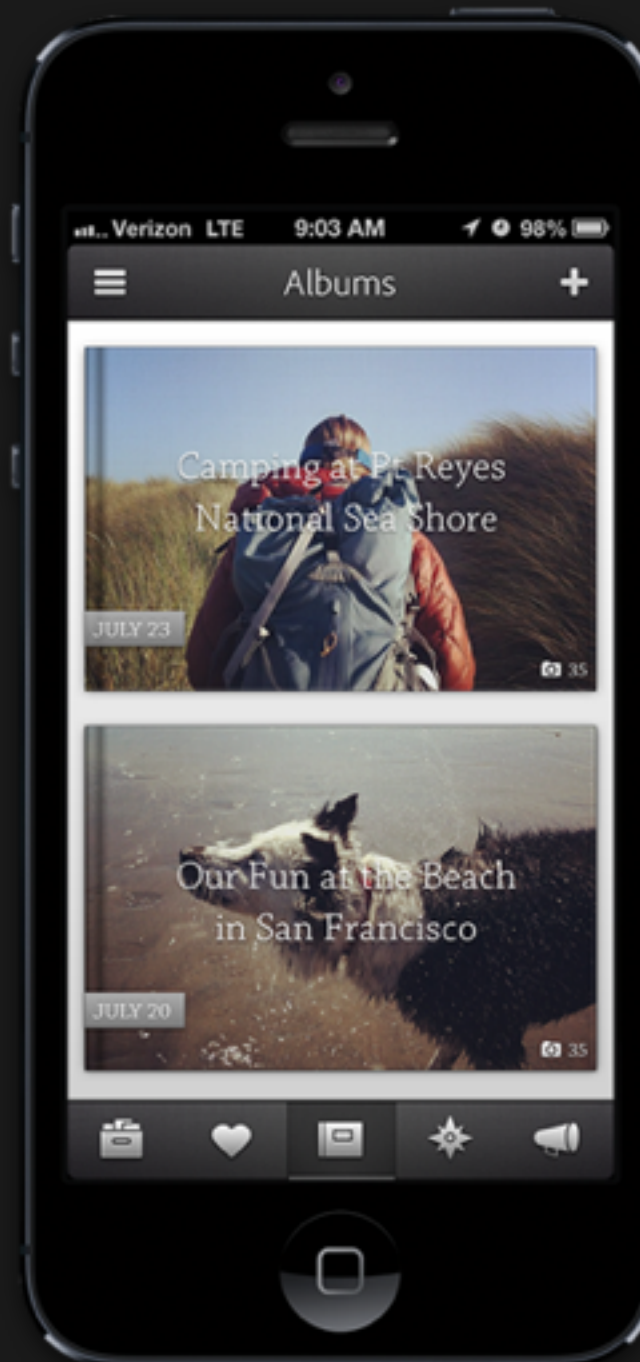 Verizon LTE 9:03 AM 98%
Albums
Camping at Pt Reyes
National Sea Shore
JULY 23
35
Our Fun at the Beach
in San Francisco
JULY 20
35